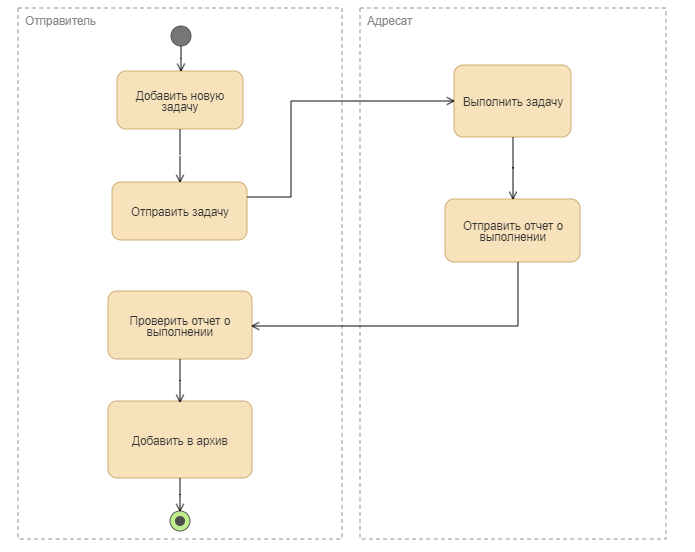 Отправитель
Адресат
Добавить новую
задачу
Выполнить задачу
Отправить задачу
Отправить отчет о
выполнении
Проверить отчет о
выполнении
Добавить в архив